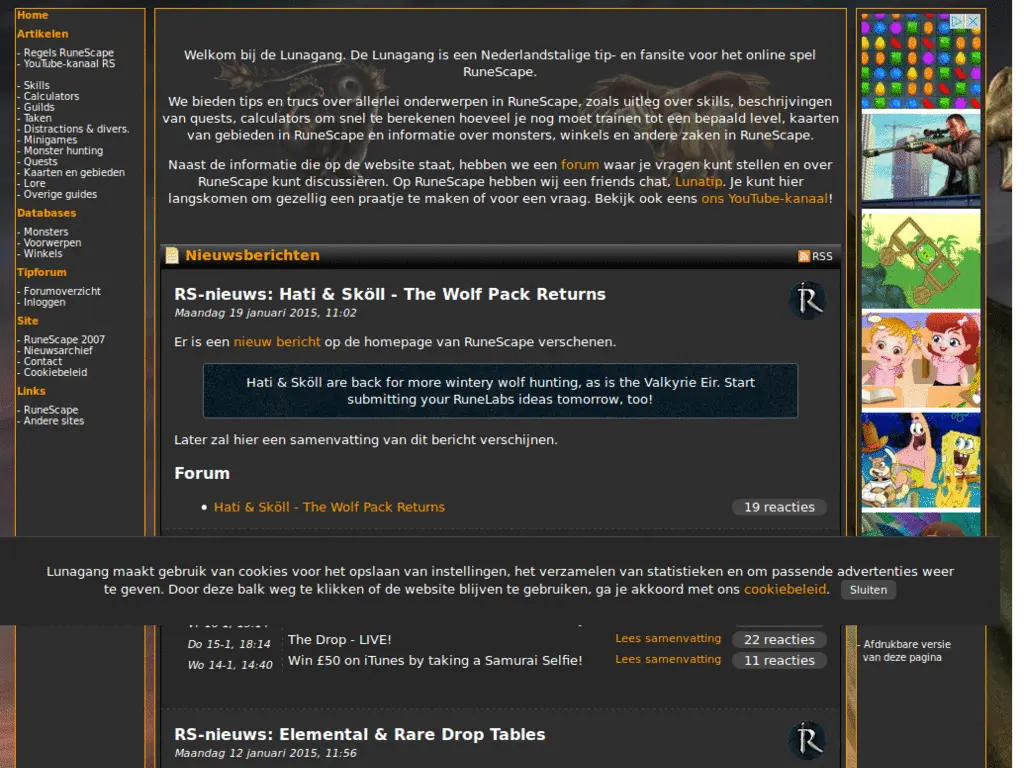 Home
Artikelen
- Regels RuneScape
- YouTube-kanaal RS
- Skills
- Calculators
- Guilds
- Taken
- Distractions & divers.
- Minigames
- Monster hunting
- Quests
- Kaarten en gebieden
- Lore
- Overige guides
Databases
- Monsters
- Voorwerpen
- Winkels
Tipforum
- Forumoverzicht
- Inloggen
Site
- RuneScape 2007
- Nieuwsarchief
- Contact
- Cookiebeleid
Links
- RuneScape
- Andere sites
Welkom bij de Lunagang. De Lunagang is een Nederlandstalige tip- en fansite voor het online spel
RuneScape.
We bieden tips en trucs over allerlei onderwerpen in RuneScape, zoals uitleg over skills, beschrijvingen
van quests, calculators om snel te berekenen hoeveel je nog moet trainen tot een bepaald level, kaarten
van gebieden in RuneScape en informatie over monsters, winkels en andere zaken in RuneScape.
Naast de informatie die op de website staat, hebben we een forum waar je vragen kunt stellen en over
RuneScape kunt discussiëren. Op RuneScape hebben wij een friends chat, Lunatip. Je kunt hier
langskomen om gezellig een praatje te maken of voor een vraag. Bekijk ook eens ons YouTube-kanaal!
Nieuwsberichten
RSS
RS-nieuws: Hati & Sköll - The Wolf Pack Returns
Maandag 19 januari 2015, 11:02
Er is een nieuw bericht op de homepage van RuneScape verschenen.
Hati & Sköll are back for more wintery wolf hunting, as is the Valkyrie Eir. Start
submitting your RuneLabs ideas tomorrow, too!
Later zal hier een samenvatting van dit bericht verschijnen.
Forum
Hati & Sköll - The Wolf Pack Returns 19 reacties
Lunagang maakt gebruik van cookies voor het opslaan van instellingen, het verzamelen van statistieken en om passende advertenties weer
te geven. Door deze balk weg te klikken of de website blijven te gebruiken, ga je akkoord met ons cookiebeleid. Sluiten
Do 15-1, 18:14 The Drop - LIVE! Lees samenvatting 22 reacties
Wo 14-1, 14:40 Win £50 on iTunes by taking a Samurai Selfie! Lees samenvatting 11 reacties
RS-nieuws: Elemental & Rare Drop Tables
Maandag 12 januari 2015, 11:56
- Afdrukbare versie
van deze pagina